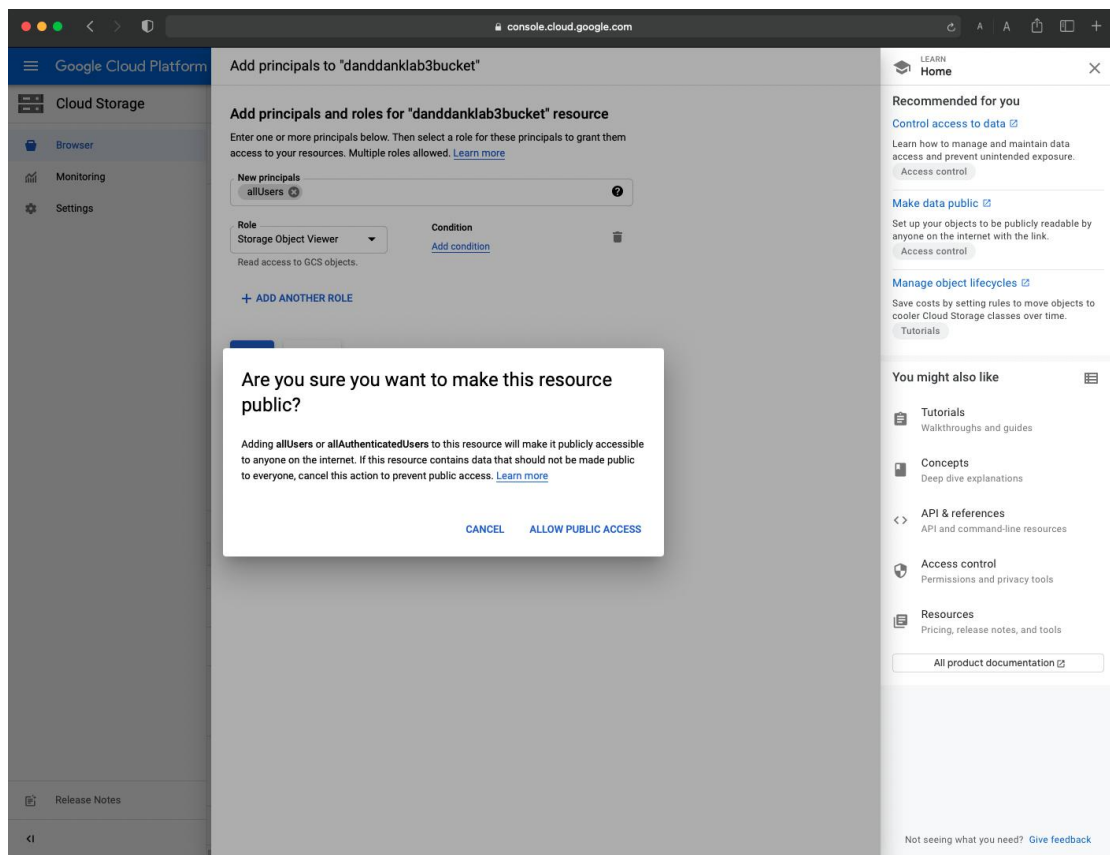 console.cloud.google.com
A A
Google Cloud Platform
Cloud Storage
Browser
Monitoring
Settings
Release Notes
Add principals to "danddanklab3bucket"
Add principals and roles for "danddanklab3bucket" resource
Enter one or more principals below. Then select a role for these principals to grant them
access to your resources. Multiple roles allowed. Learn more
New principals
allUsers
Role
Storage Object Viewer
Condition
Add condition
Read access to GCS objects.
+ ADD ANOTHER ROLE
Are you sure you want to make this resource
public?
Adding allUsers or allAuthenticatedUsers to this resource will make it publicly accessible
to anyone on the internet. If this resource contains data that should not be made public
to everyone, cancel this action to prevent public access. Learn more
CANCEL ALLOW PUBLIC ACCESS
LEARN
Home
Recommended for you
Control access to data
Learn how to manage and maintain data
access and prevent unintended exposure.
Access control
Make data public
Set up your objects to be publicly readable by
anyone on the internet with the link.
Access control
Manage object lifecycles
Save costs by setting rules to move objects to
cooler Cloud Storage classes over time.
Tutorials
You might also like
Tutorials
Walkthroughs and guides
Concepts
Deep dive explanations
API & references
API and command-line resources
Access control
Permissions and privacy tools
Resources
Pricing, release notes, and tools
All product documentation
Not seeing what you need? Give feedback